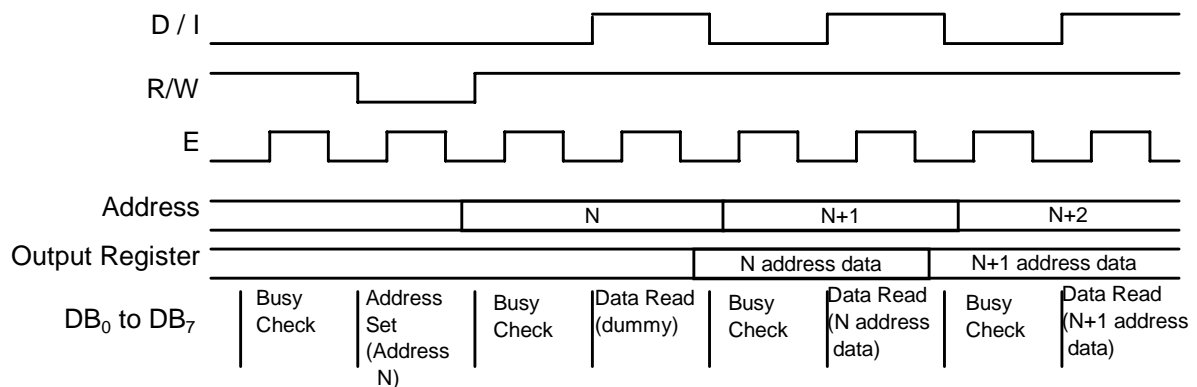 D / I
R/W
E
Address
N
N+1
N+2
Output Register
N address data
N+1 address data
DB0 to DB7
Busy
Check
Address
Set
(Address
N)
Busy
Check
Data Read
(dummy)
Busy
Check
Data Read
(N address
data)
Busy
Check
Data Read
(N+1 address
data)